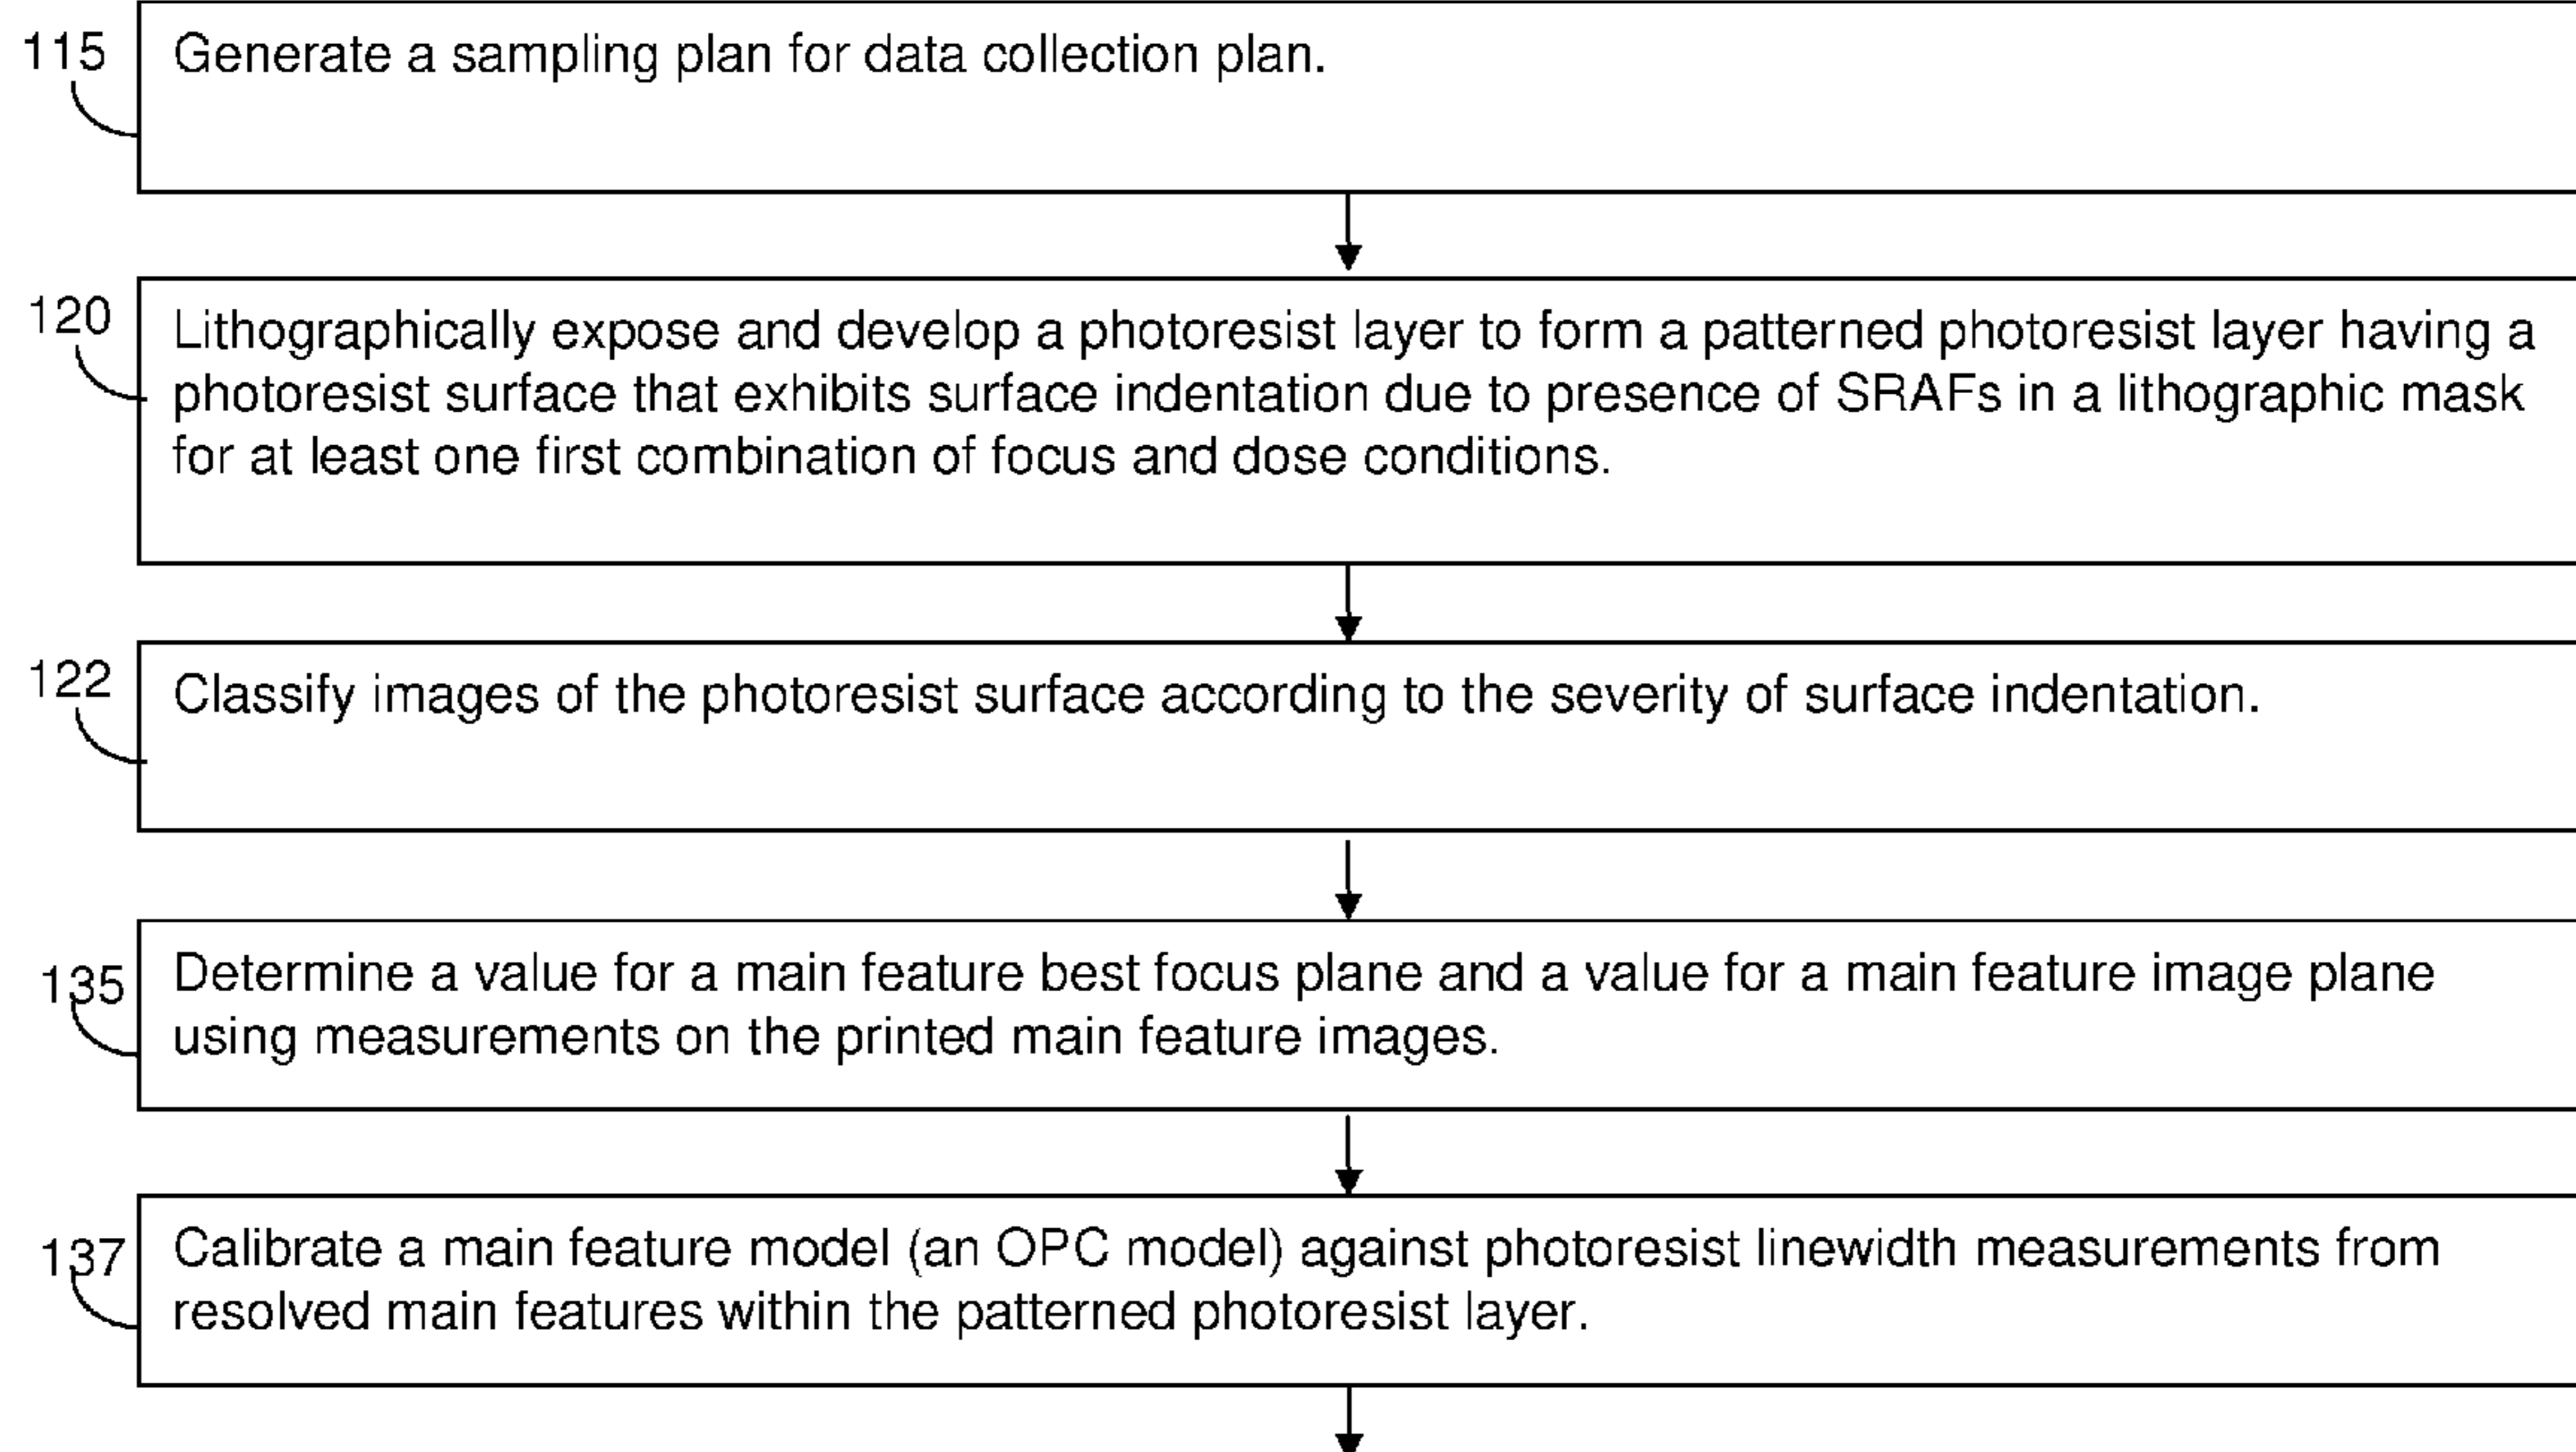 115
Generate a sampling plan for data collection plan.
120
Lithographically expose and develop a photoresist layer to form a patterned photoresist layer having a
photoresist surface that exhibits surface indentation due to presence of SRAFs in a lithographic mask
for at least one first combination of focus and dose conditions.
122
Classify images of the photoresist surface according to the severity of surface indentation.
135
Determine a value for a main feature best focus plane and a value for a main feature image plane
using measurements on the printed main feature images.
137
Calibrate a main feature model (an OPC model) against photoresist linewidth measurements from
resolved main features within the patterned photoresist layer.